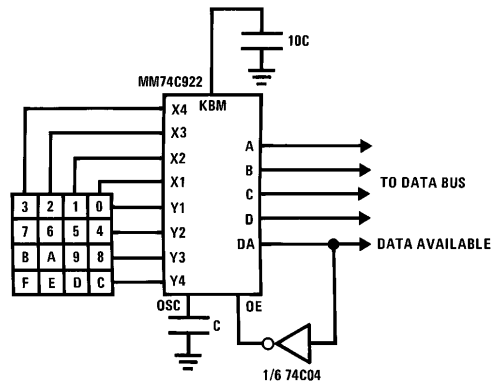 10C
MM74C922
KBM
X4
X3
X2
X1
Y1
Y2
Y3
Y4
A
B
C
D
DA
TO DATA BUS
DATA AVAILABLE
3 2 1 0
7 6 5 4
B A 9 8
F E D C
OSC
OE
C
1/6 74C04